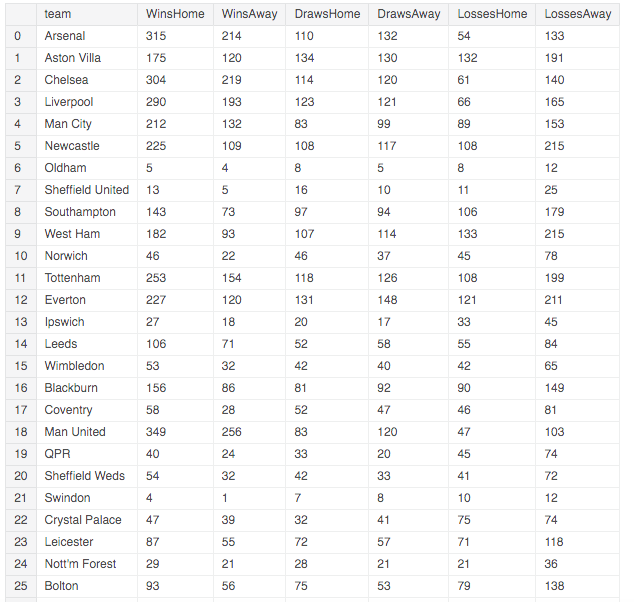 team WinsHome WinsAway DrawsHome DrawsAway LossesHome LossesAway
0 Arsenal 315 214 110 132 54 133
1 Aston Villa 175 120 134 130 132 191
2 Chelsea 304 219 114 120 61 140
3 Liverpool 290 193 123 121 66 165
4 Man City 212 132 83 99 89 153
5 Newcastle 225 109 108 117 108 215
6 Oldham 5 4 8 5 8 12
7 Sheffield United 13 5 16 10 11 25
8 Southampton 143 73 97 94 106 179
9 West Ham 182 93 107 114 133 215
10 Norwich 46 22 46 37 45 78
11 Tottenham 253 154 118 126 108 199
12 Everton 227 120 131 148 121 211
13 Ipswich 27 18 20 17 33 45
14 Leeds 106 71 52 58 55 84
15 Wimbledon 53 32 42 40 42 65
16 Blackburn 156 86 81 92 90 149
17 Coventry 58 28 52 47 46 81
18 Man United 349 256 83 120 47 103
19 QPR 40 24 33 20 45 74
20 Sheffield Weds 54 32 42 33 41 72
21 Swindon 4 1 7 8 10 12
22 Crystal Palace 47 39 32 41 75 74
23 Leicester 87 55 72 57 71 118
24 Nott'm Forest 29 21 28 21 21 36
25 Bolton 93 56 75 53 79 138